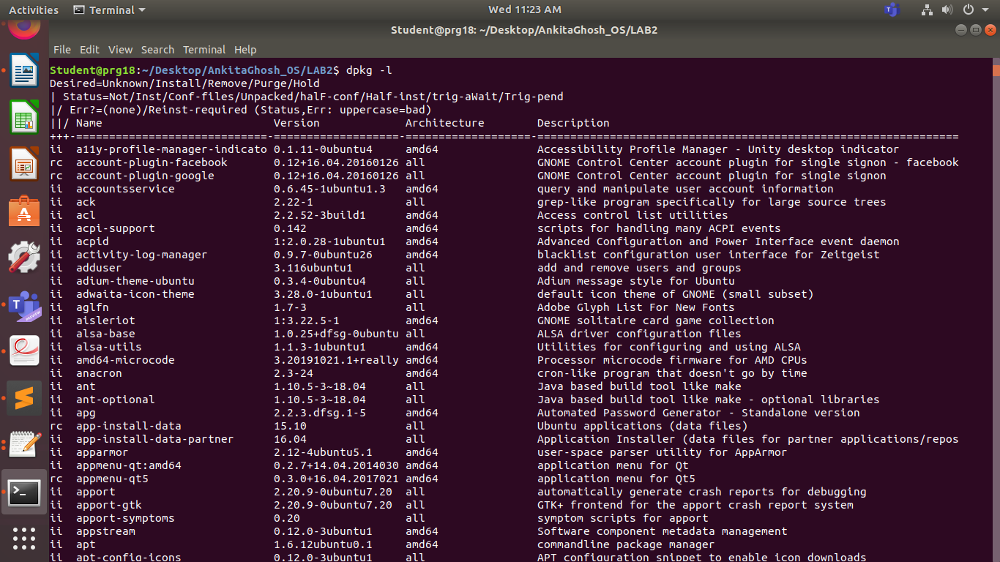 Activities Terminal Wed 11:23 AM
Student@prg18: ~/Desktop/AnkitaGhosh_OS/LAB2
File Edit View Search Terminal Help
Student@prg18:~/Desktop/AnkitaGhosh_OS/LAB2$ dpkg -l
Desired=Unknown/Install/Remove/Purge/Hold
| Status=Not/Inst/Conf-files/Unpacked/halF-conf/Half-inst/trig-aWait/Trig-pend
|/ Err?=(none)/Reinst-required (Status,Err: uppercase=bad)
||/ Name Version Architecture Description
+++-=============================-===================-===================-================================================================
ii a11y-profile-manager-indicato 0.1.11-0ubuntu4 amd64 Accessibility Profile Manager - Unity desktop indicator
rc account-plugin-facebook 0.12+16.04.20160126 all GNOME Control Center account plugin for single signon - facebook
rc account-plugin-google 0.12+16.04.20160126 all GNOME Control Center account plugin for single signon
ii accountsservice 0.6.45-1ubuntu1.3 amd64 query and manipulate user account information
ii ack 2.22-1 all grep-like program specifically for large source trees
ii acl 2.2.52-3build1 amd64 Access control list utilities
ii acpi-support 0.142 amd64 scripts for handling many ACPI events
ii acpid 1:2.0.28-1ubuntu1 amd64 Advanced Configuration and Power Interface event daemon
ii activity-log-manager 0.9.7-0ubuntu26 amd64 blacklist configuration user interface for Zeitgeist
ii adduser 3.116ubuntu1 all add and remove users and groups
ii adium-theme-ubuntu 0.3.4-0ubuntu4 all Adium message style for Ubuntu
ii adwaita-icon-theme 3.28.0-1ubuntu1 all default icon theme of GNOME (small subset)
ii aglfn 1.7-3 all Adobe Glyph List For New Fonts
ii aisleriot 1:3.22.5-1 amd64 GNOME solitaire card game collection
ii alsa-base 1.0.25+dfsg-0ubuntu all ALSA driver configuration files
ii alsa-utils 1.1.3-1ubuntu1 amd64 Utilities for configuring and using ALSA
ii amd64-microcode 3.20191021.1+really amd64 Processor microcode firmware for AMD CPUs
ii anacron 2.3-24 amd64 cron-like program that doesn't go by time
ii ant 1.10.5-3~18.04 all Java based build tool like make
ii ant-optional 1.10.5-3~18.04 all Java based build tool like make - optional libraries
ii apg 2.2.3.dfsg.1-5 amd64 Automated Password Generator - Standalone version
rc app-install-data 15.10 all Ubuntu applications (data files)
ii app-install-data-partner 16.04 all Application Installer (data files for partner applications/repos
ii apparmor 2.12-4ubuntu5.1 amd64 user-space parser utility for AppArmor
ii appmenu-qt:amd64 0.2.7+14.04.2014030 amd64 application menu for Qt
rc appmenu-qt5 0.3.0+16.04.2017021 amd64 application menu for Qt5
ii apport 2.20.9-0ubuntu7.20 all automatically generate crash reports for debugging
ii apport-gtk 2.20.9-0ubuntu7.20 all GTK+ frontend for the apport crash report system
ii apport-symptoms 0.20 all symptom scripts for apport
ii appstream 0.12.0-3ubuntu1 amd64 Software component metadata management
ii apt 1.6.12ubuntu0.1 amd64 commandline package manager
ii apt-config-icons 0.12.0-3ubuntu1 all APT configuration snippet to enable icon downloads